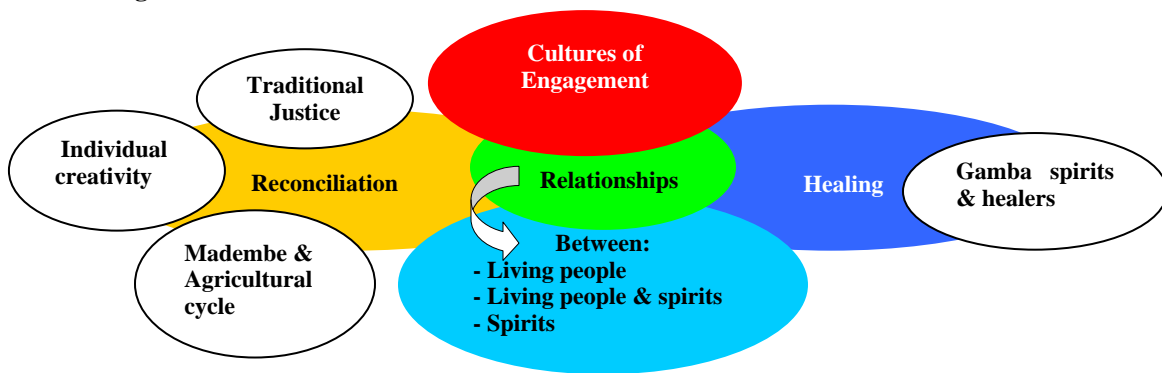 Cultures of
Engagement
Traditional
Justice
Individual
creativity
Reconciliation
Relationships
Healing
Gamba spirits
& healers
Madembe &
Agricultural
cycle
Between:
- Living people
- Living people & spirits
- Spirits